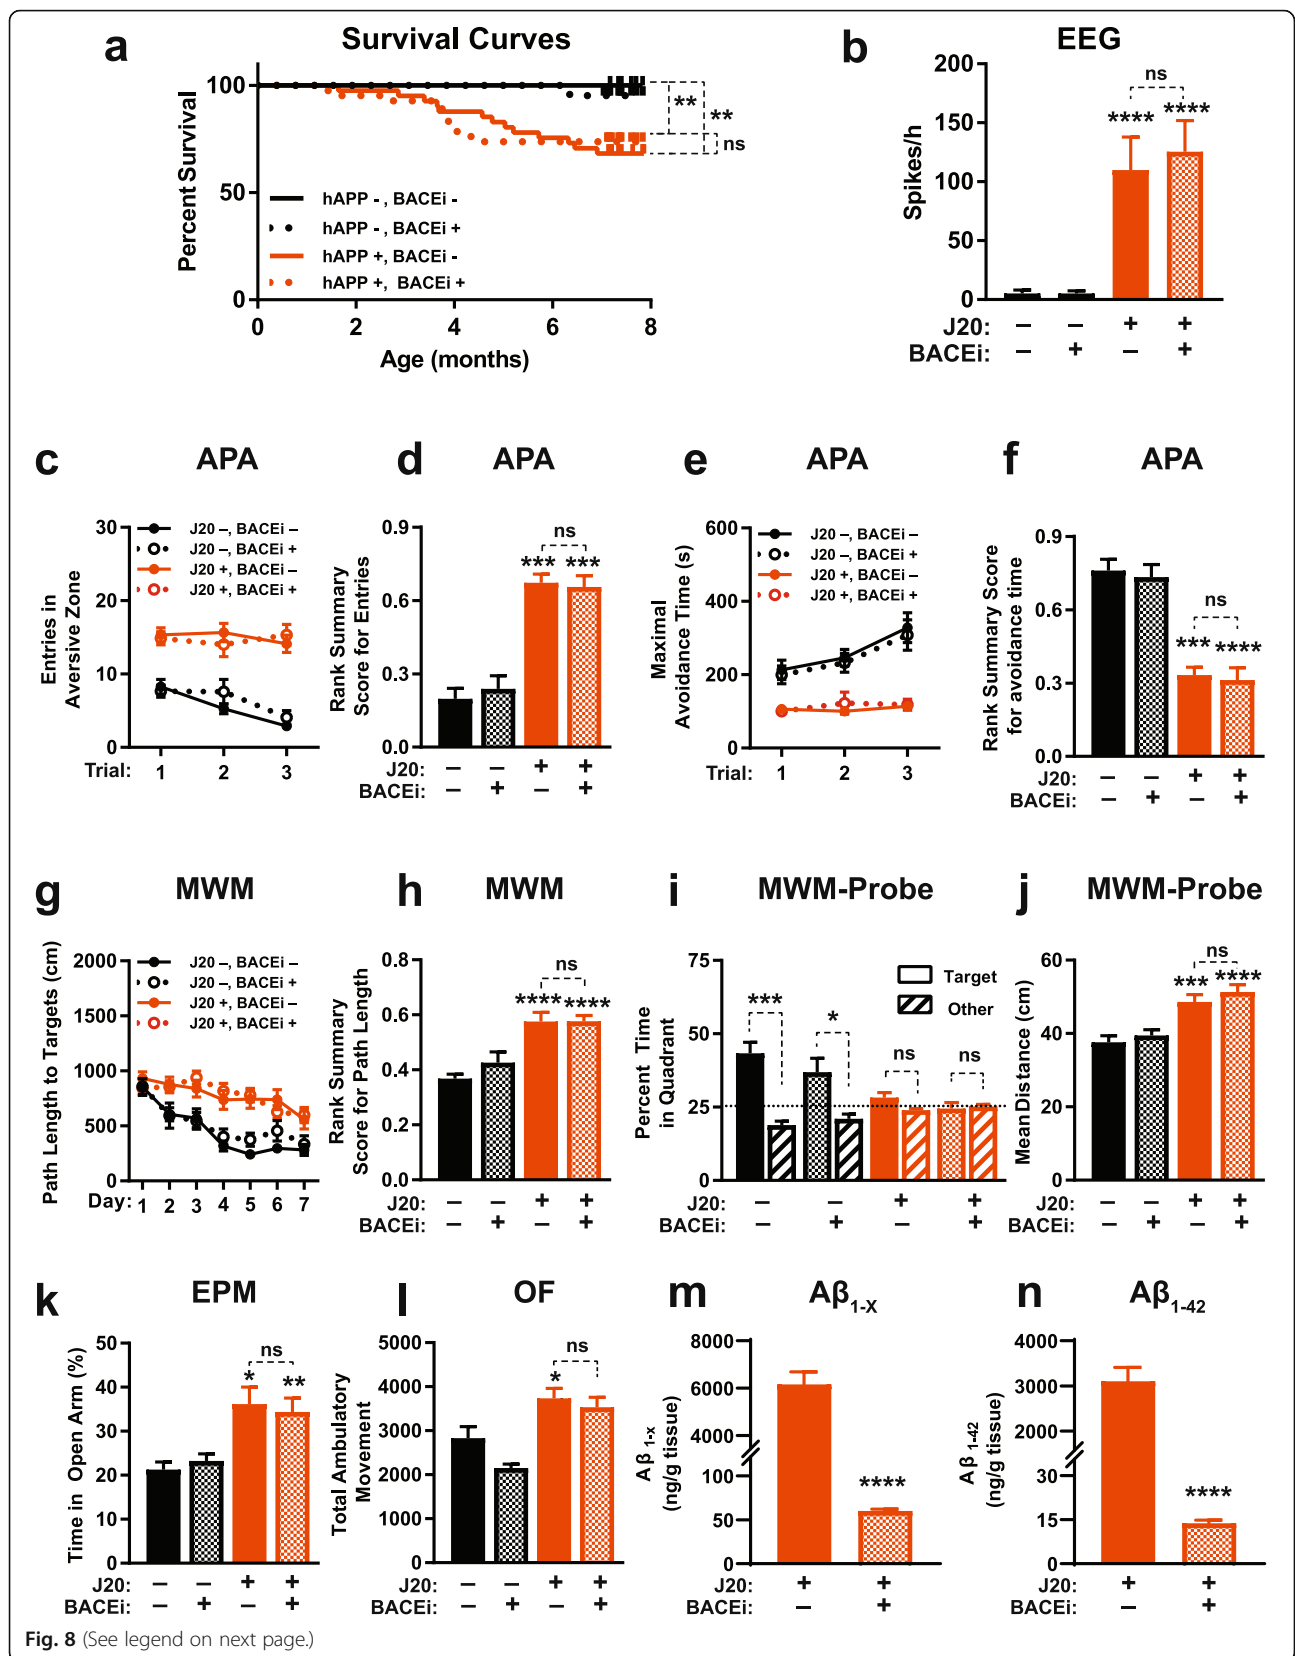 a
Survival Curves
Percent Survival
100
50
0
0 2 4 6 8
Age (months)
hAPP -, BACEi -
hAPP -, BACEi +
hAPP +, BACEi -
hAPP +, BACEi +
**
**
ns
b
EEG
Spikes/h
200
150
100
50
0
ns
**** ****
J20: – – + +
BACEi: – + – +
c
APA
Entries in
Aversive Zone
30
20
10
0
J20 –, BACEi –
J20 –, BACEi +
J20 +, BACEi –
J20 +, BACEi +
Trial: 1 2 3
d
APA
Rank Summary
Score for Entries
0.9
0.6
0.3
0.0
ns
*** ***
J20: – – + +
BACEi: – + – +
e
APA
Maximal
Avoidance Time (s)
600
400
200
0
J20 –, BACEi –
J20 –, BACEi +
J20 +, BACEi –
J20 +, BACEi +
Trial: 1 2 3
f
APA
Rank Summary Score
for avoidance time
0.9
0.6
0.3
0.0
ns
*** ****
J20: – – + +
BACEi: – + – +
g
MWM
Path Length to Targets (cm)
2000
1500
1000
500
0
J20 –, BACEi –
J20 –, BACEi +
J20 +, BACEi –
J20 +, BACEi +
Day: 1 2 3 4 5 6 7
h
MWM
Rank Summary
Score for Path Length
0.8
0.6
0.4
0.2
0.0
ns
**** ****
J20: – – + +
BACEi: – + – +
i
MWM-Probe
Percent Time
in Quadrant
75
50
25
0
Target
Other
***
*
ns
ns
J20: – – + +
BACEi: – + – +
j
MWM-Probe
Mean Distance (cm)
60
40
20
0
ns
*** ****
J20: – – + +
BACEi: – + – +
k
EPM
Time in Open Arm (%)
50
40
30
20
10
0
ns
* **
J20: – – + +
BACEi: – + – +
l
OF
Total Ambulatory
Movement
5000
4000
3000
2000
1000
0
ns
*
J20: – – + +
BACEi: – + – +
m
Aβ1-X
Aβ 1-x
(ng/g tissue)
8000
6000
4000
100
50
0
****
J20: + +
BACEi: – +
n
Aβ1-42
Aβ 1-42
(ng/g tissue)
4000
3000
2000
30
15
0
****
J20: + +
BACEi: – +
Fig. 8 (See legend on next page.)